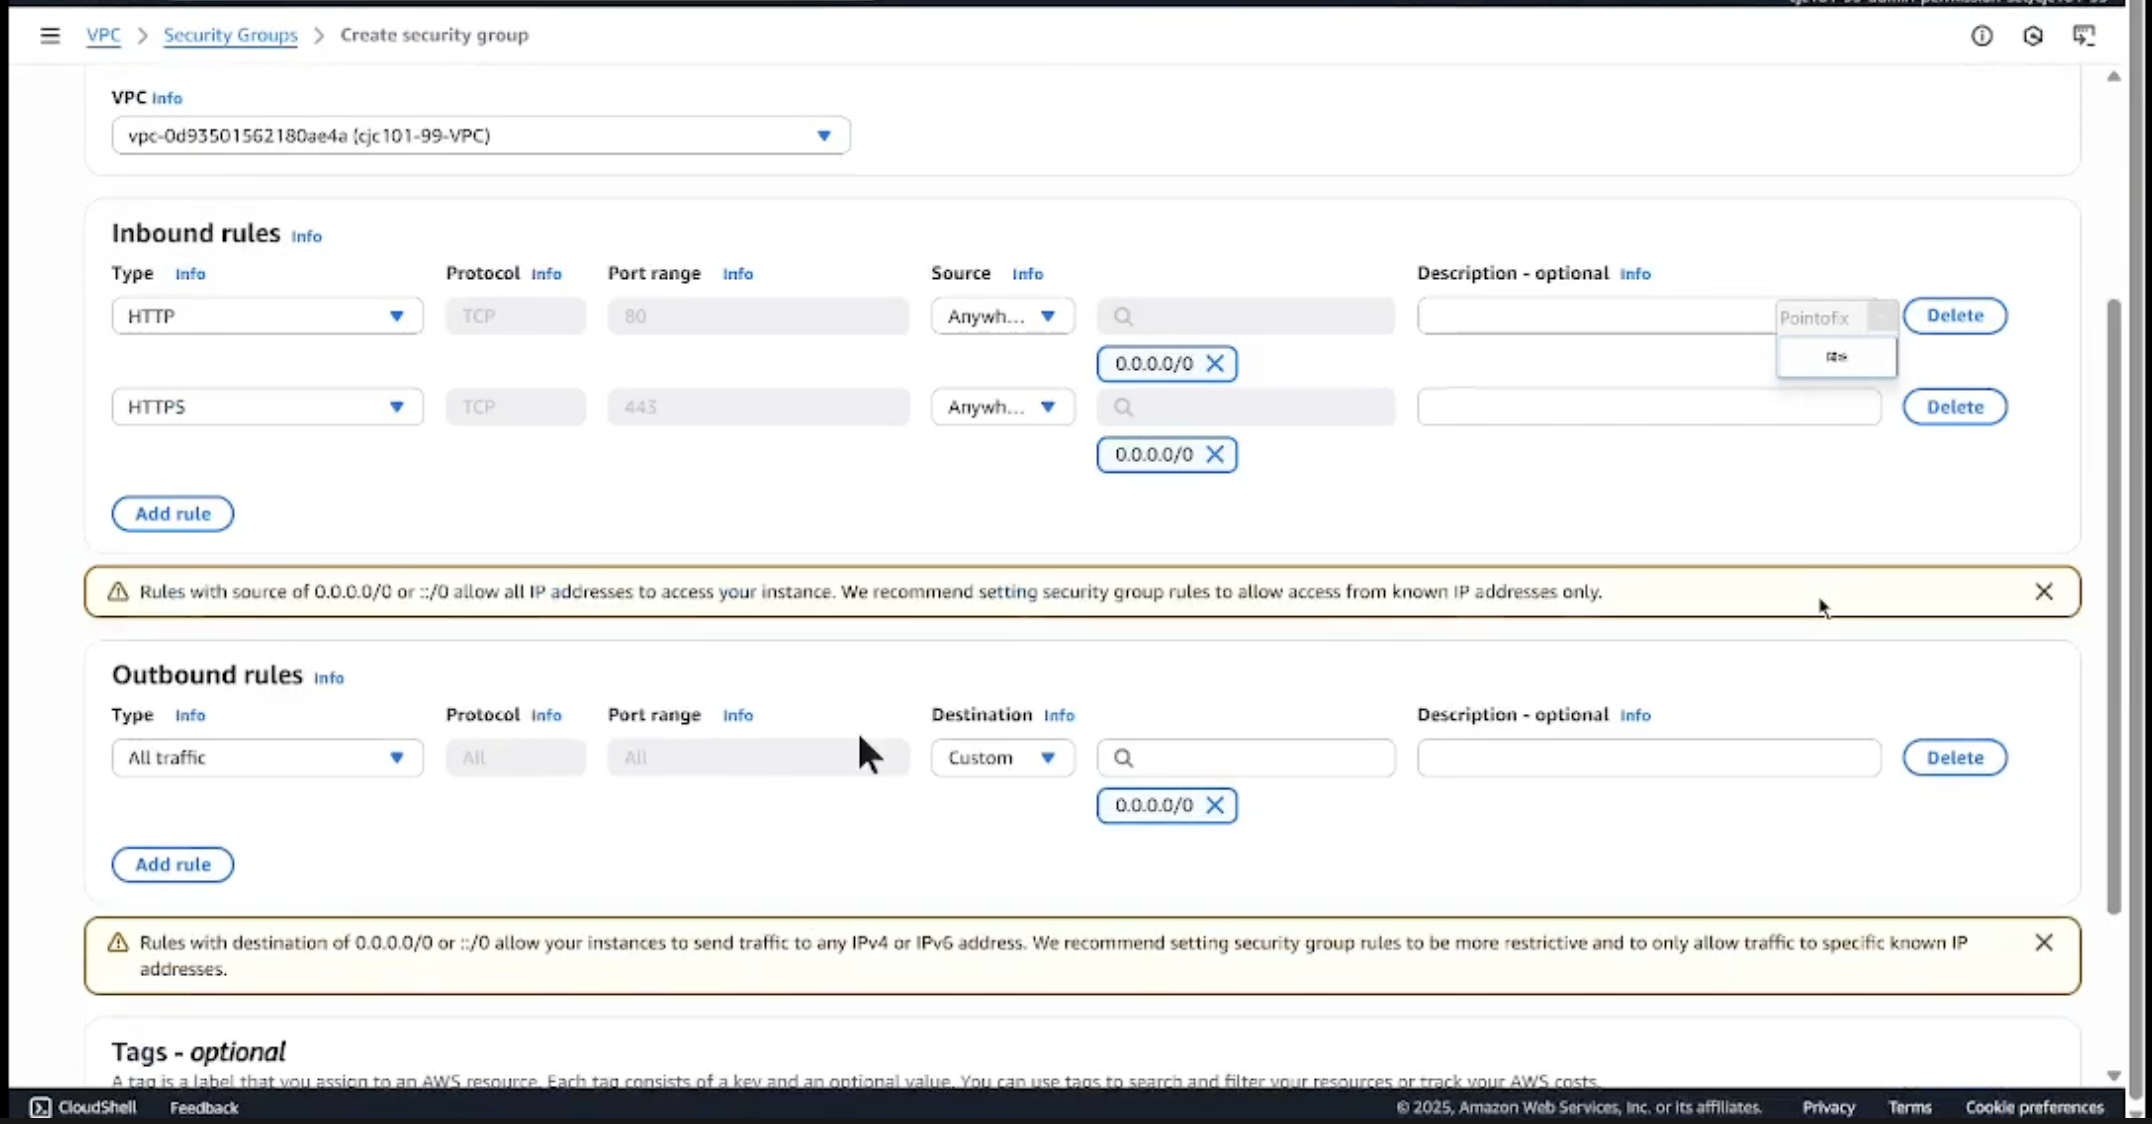 VPC > Security Groups > Create security group
VPC Info
vpc-0d93501562180ae4a (cjc101-99-VPC)
Inbound rules Info
Type Info Protocol Info Port range Info Source Info Description - optional Info
HTTP TCP 80 Anywh... Pointofix Delete
0.0.0.0/0
HTTPS TCP 443 Anywh... Delete
0.0.0.0/0
Add rule
Rules with source of 0.0.0.0/0 or ::/0 allow all IP addresses to access your instance. We recommend setting security group rules to allow access from known IP addresses only.
Outbound rules Info
Type Info Protocol Info Port range Info Destination Info Description - optional Info
All traffic All All Custom Delete
0.0.0.0/0
Add rule
Rules with destination of 0.0.0.0/0 or ::/0 allow your instances to send traffic to any IPv4 or IPv6 address. We recommend setting security group rules to be more restrictive and to only allow traffic to specific known IP
addresses.
Tags - optional
A tag is a label that you assign to an AWS resource. Each tag consists of a key and an optional value. You can use tags to search and filter your resources or track your AWS costs.
CloudShell Feedback © 2025, Amazon Web Services, Inc. or its affiliates. Privacy Terms Cookie preferences